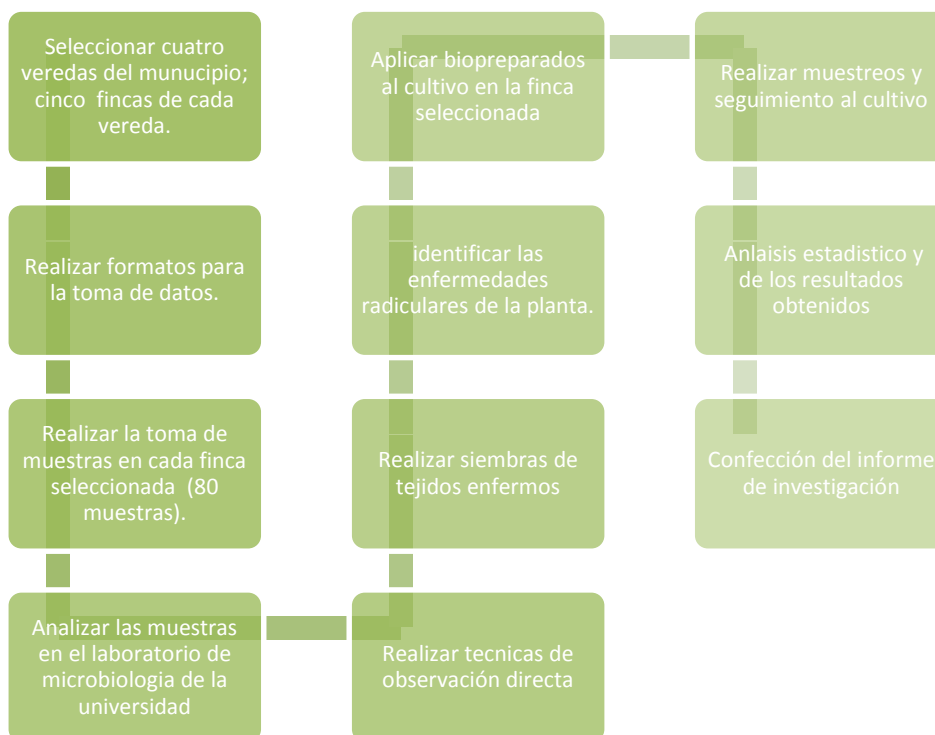 Seleccionar cuatro
veredas del munucipio;
cinco fincas de cada
vereda.
Realizar formatos para
la toma de datos.
Realizar la toma de
muestras en cada finca
seleccionada (80
muestras).
Analizar las muestras
en el laboratorio de
microbiologia de la
universidad
Realizar tecnicas de
observación directa
Realizar siembras de
tejidos enfermos
identificar las
enfermedades
radiculares de la planta.
Aplicar biopreparados
al cultivo en la finca
seleccionada
Realizar muestreos y
seguimiento al cultivo
Anlaisis estadistico y
de los resultados
obtenidos
Confección del informe
de investigación